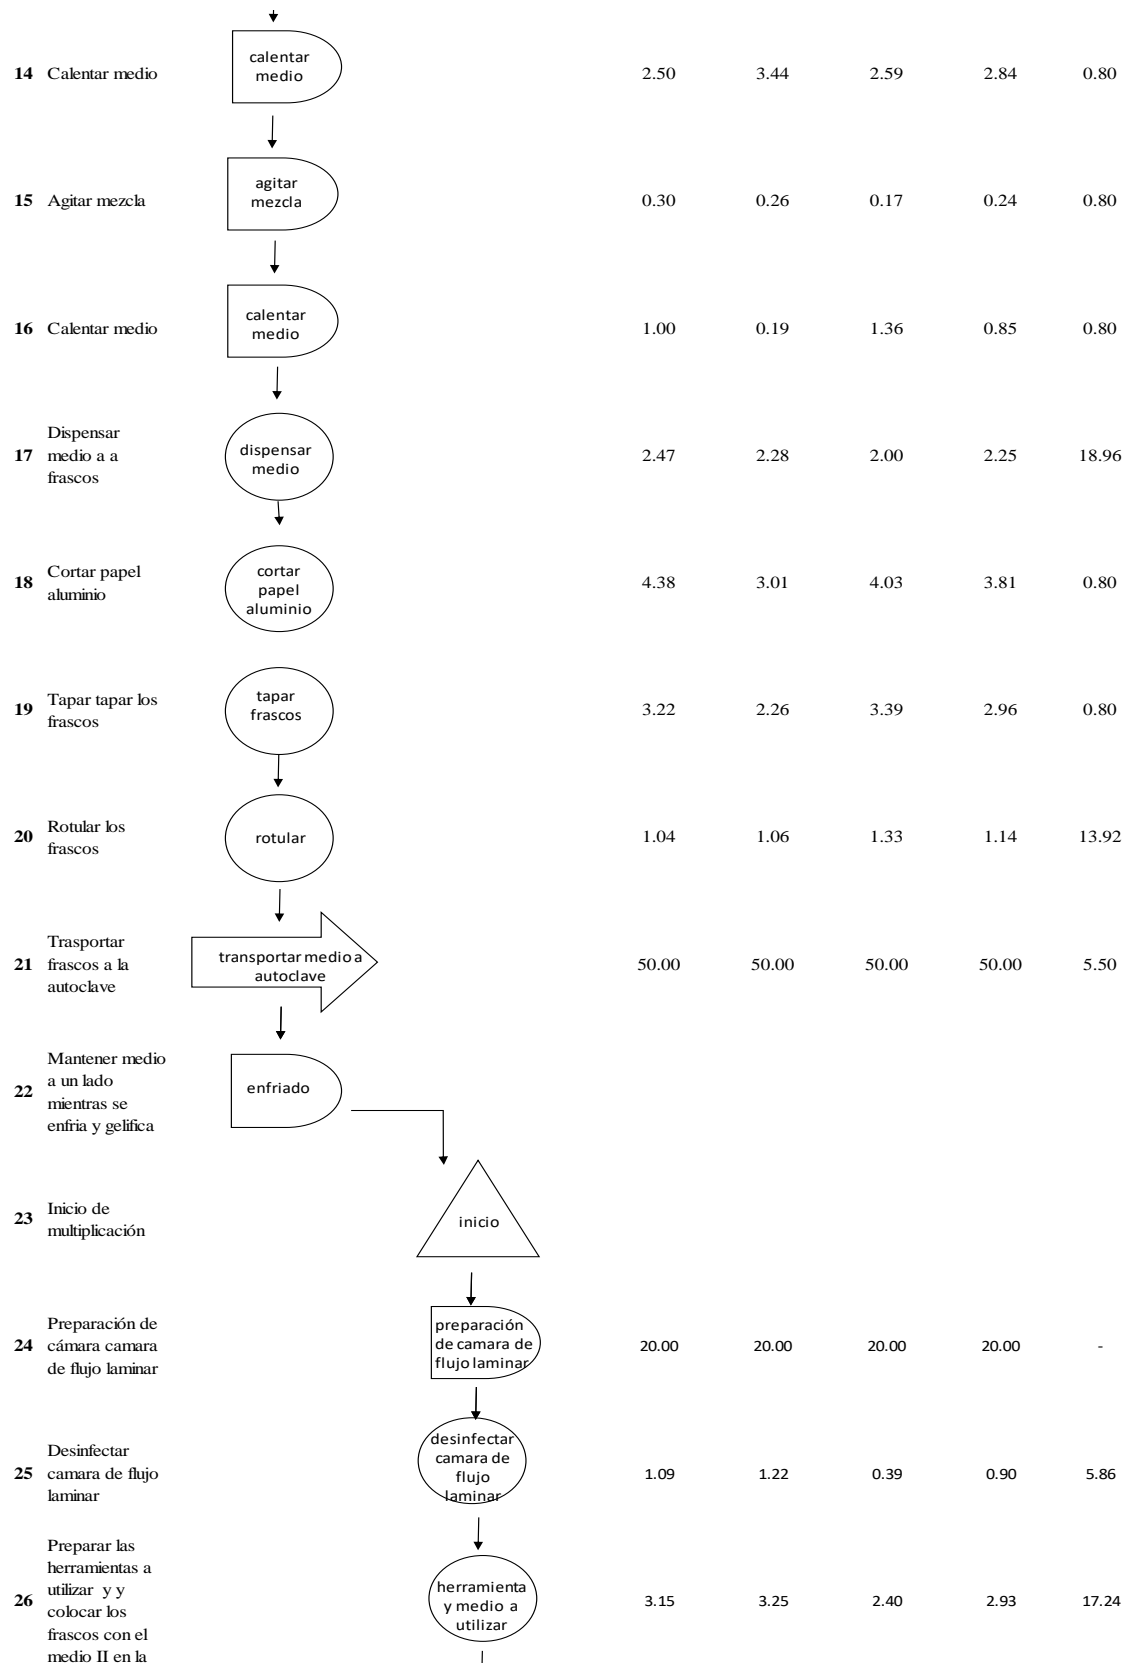 calentar
medio
14 Calentar medio 2.50 3.44 2.59 2.84 0.80
agitar
mezcla
15 Agitar mezcla 0.30 0.26 0.17 0.24 0.80
calentar
medio
16 Calentar medio 1.00 0.19 1.36 0.85 0.80
Dispensar
medio a a
frascos
17
dispensar
medio
2.47 2.28 2.00 2.25 18.96
Cortar papel
aluminio
18
cortar
papel
aluminio
4.38 3.01 4.03 3.81 0.80
Tapar tapar los
frascos
19
tapar
frascos
3.22 2.26 3.39 2.96 0.80
Rotular los
frascos
20
rotular
1.04 1.06 1.33 1.14 13.92
Trasportar
frascos a la
autoclave
21
transportar medio a
autoclave
50.00 50.00 50.00 50.00 5.50
Mantener medio
a un lado
mientras se
enfria y gelifica
22
enfriado
Inicio de
multiplicación
23
inicio
Preparación de
cámara camara
de flujo laminar
24
preparación
de camara de
flujo laminar
20.00 20.00 20.00 20.00 -
Desinfectar
camara de flujo
laminar
25
desinfectar
camara de
flujo
laminar
1.09 1.22 0.39 0.90 5.86
Preparar las
herramientas a
utilizar y y
colocar los
frascos con el
medio II en la
26
herramienta
y medio a
utilizar
3.15 3.25 2.40 2.93 17.24